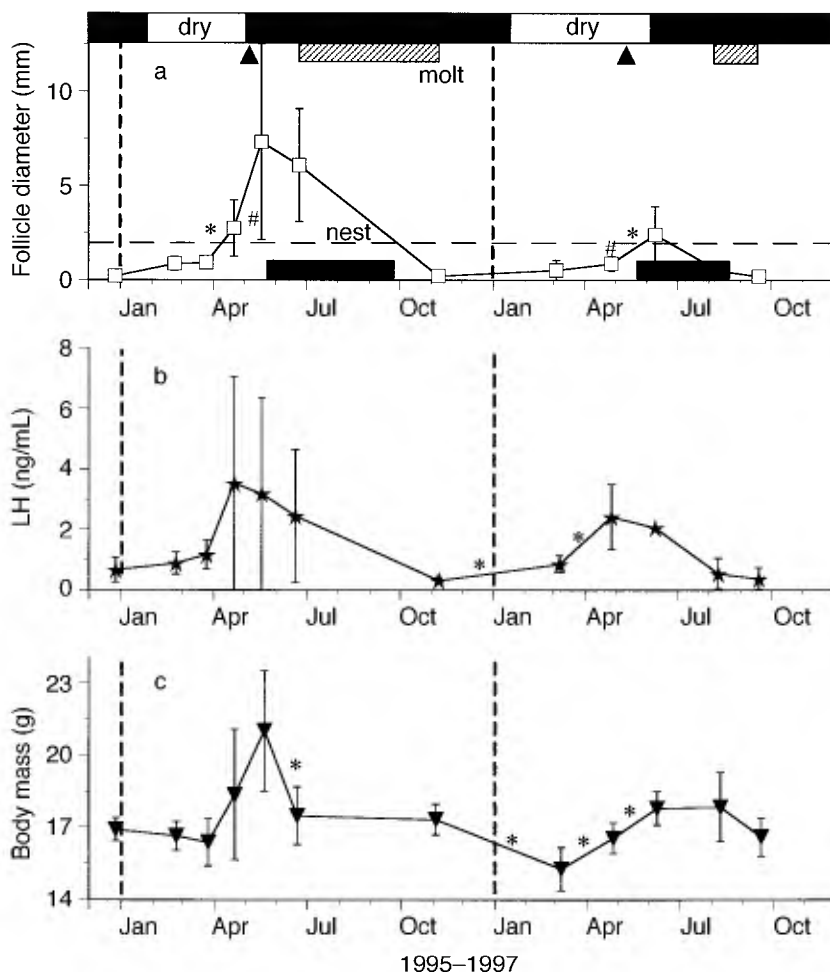 dry dry
a molt
Follicle diameter (mm)
10
5
0
* # nest # *
Jan Apr Jul Oct Jan Apr Jul Oct
b
LH (ng/mL)
8
6
4
2
0
* *
Jan Apr Jul Oct Jan Apr Jul Oct
c
Body mass (g)
23
20
17
14
* * * *
Jan Apr Jul Oct Jan Apr Jul Oct
1995–1997